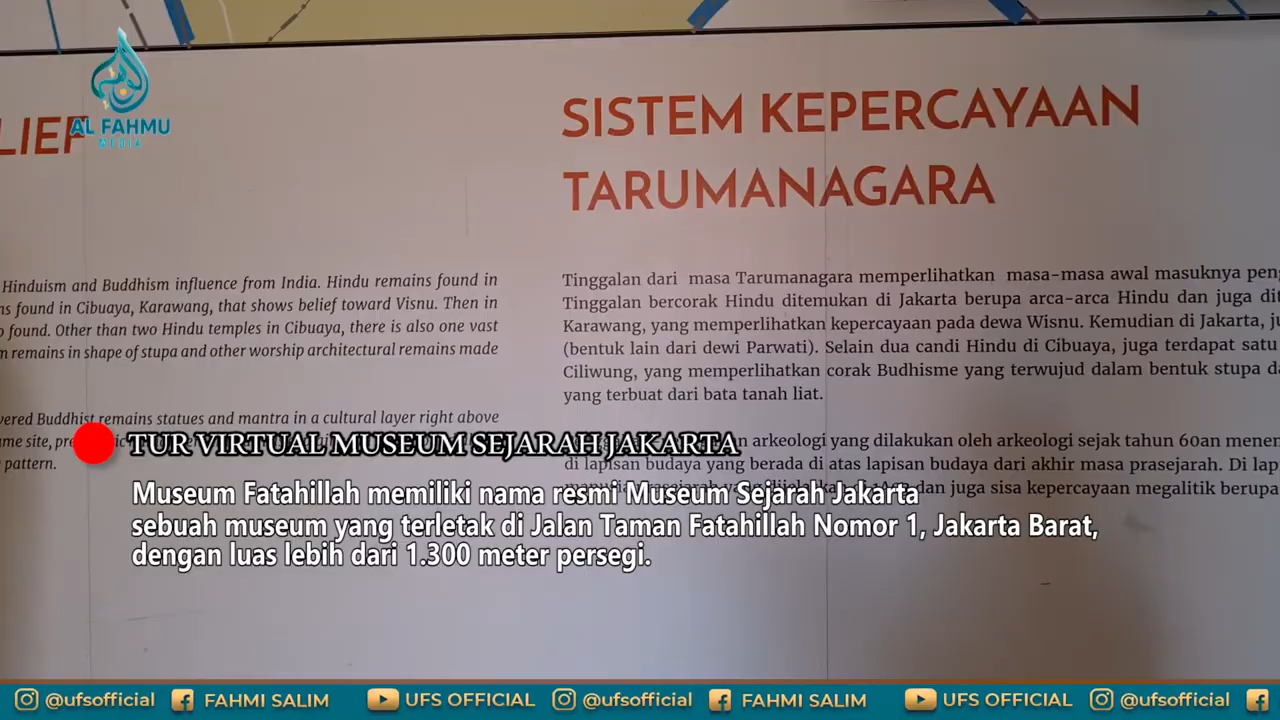 AL FAHMU
MEDIA
LIEF
Hinduism and Buddhism influence from India. Hindu remains found in
found in Cibuaya, Karawang, that shows belief toward Visnu. Then in
found. Other than two Hindu temples in Cibuaya, there is also one vast
remains in shape of stupa and other worship architectural remains made
Buddhist remains statues and mantra in a cultural layer right above
site,
pattern.
SISTEM KEPERCAYAAN
TARUMANAGARA
Tinggalan dari masa Tarumanagara memperlihatkan masa-masa awal masuknya
Tinggalan bercorak Hindu ditemukan di Jakarta berupa arca-arca Hindu dan juga
Karawang, yang memperlihatkan kepercayaan pada dewa Wisnu. Kemudian di Jakarta,
(bentuk lain dari dewi Parwati). Selain dua candi Hindu di Cibuaya, juga terdapat satu
Ciliwung, yang memperlihatkan corak Budhisme yang terwujud dalam bentuk stupa
yang terbuat dari bata tanah liat.
arkeologi yang dilakukan oleh arkeologi sejak tahun 60an
di lapisan budaya yang berada di atas lapisan budaya dari akhir masa prasejarah. Di
dan juga sisa kepercayaan megalitik berupa
TUR VIRTUAL MUSEUM SEJARAH JAKARTA
Museum Fatahillah memiliki nama resmi Museum Sejarah Jakarta
sebuah museum yang terletak di Jalan Taman Fatahillah Nomor 1, Jakarta Barat,
dengan luas lebih dari 1.300 meter persegi.
@ufsofficial FAHMI SALIM UFS OFFICIAL @ufsofficial FAHMI SALIM UFS OFFICIAL @ufsofficial